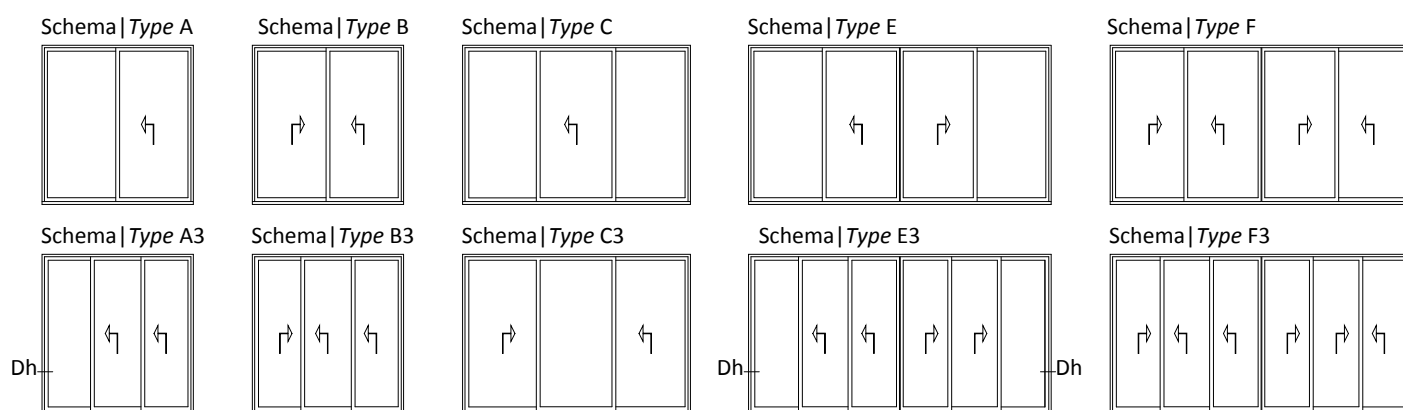 Schema|Type A
Schema|Type B
Schema|Type C
Schema|Type E
Schema|Type F
Schema|Type A3
Schema|Type B3
Schema|Type C3
Schema|Type E3
Schema|Type F3
Dh
Dh
Dh